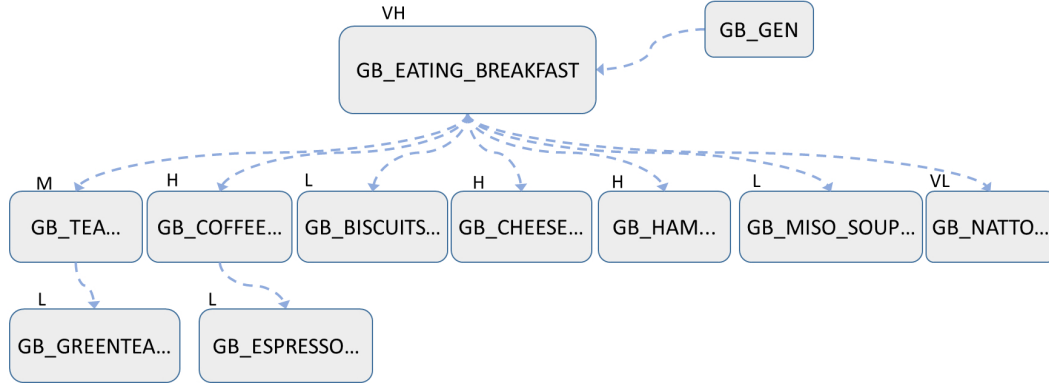 VH
GB_GEN
GB_EATING_BREAKFAST
M
H
L
H
H
L
VL
GB_TEA...
GB_COFFEE...
GB_BISCUITS...
GB_CHEESE...
GB_HAM...
GB_MISO_SOUP...
GB_NATTO...
L
L
GB_GREENTEA...
GB_ESPRESSO...